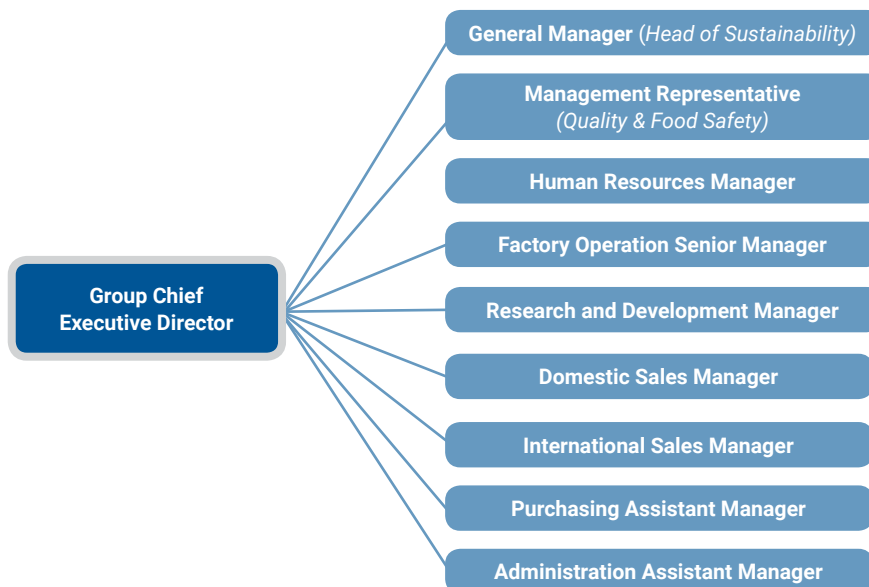 General Manager (Head of Sustainability)
Management Representative
(Quality & Food Safety)
Human Resources Manager
Factory Operation Senior Manager
Group Chief
Executive Director
Research and Development Manager
Domestic Sales Manager
International Sales Manager
Purchasing Assistant Manager
Administration Assistant Manager